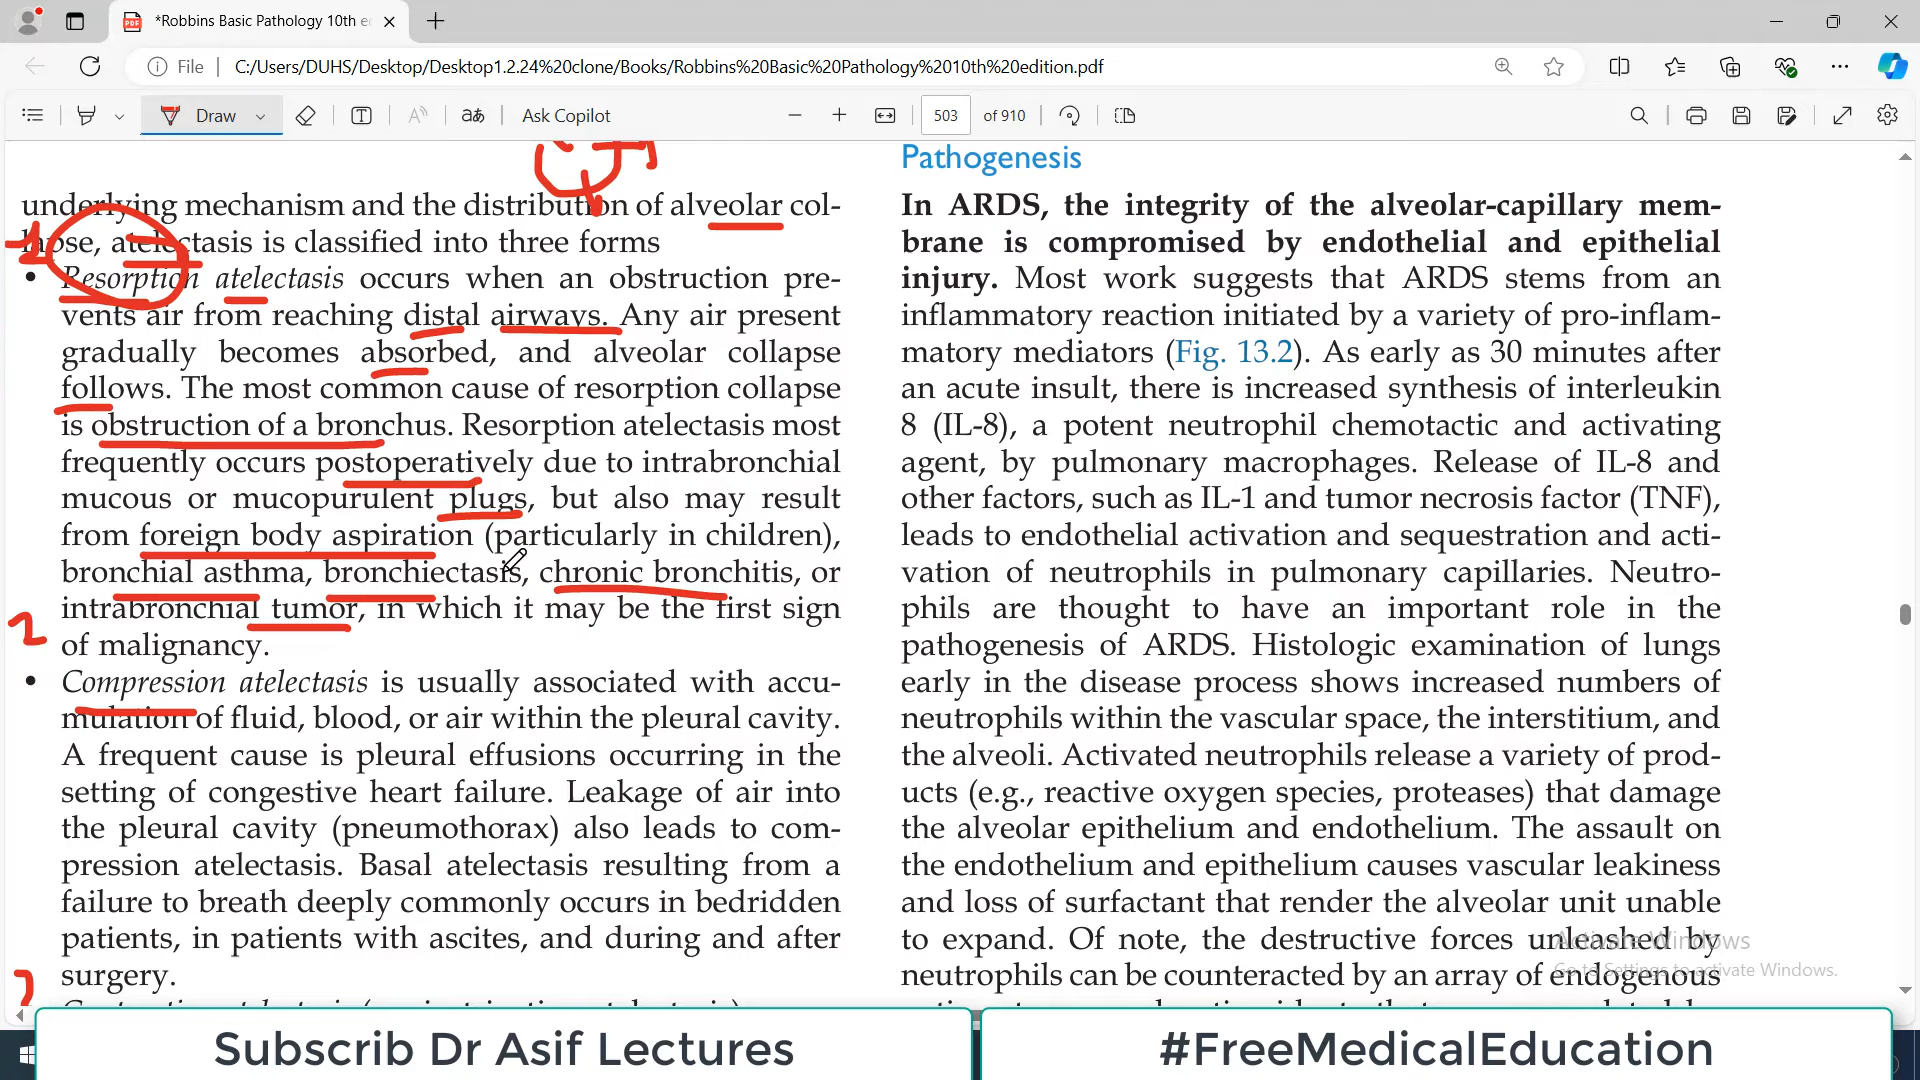 *Robbins Basic Pathology 10th e
File
C:/Users/DUHS/Desktop/Desktop1.2.24%20clone/Books/Robbins%20Basic%20Pathology%2010th%20edition.pdf
Draw
Ask Copilot
503 of 910
underlying mechanism and the distribution of alveolar col-
lapse, atelectasis is classified into three forms
• Resorption atelectasis occurs when an obstruction pre-
vents air from reaching distal airways. Any air present
gradually becomes absorbed, and alveolar collapse
follows. The most common cause of resorption collapse
is obstruction of a bronchus. Resorption atelectasis most
frequently occurs postoperatively due to intrabronchial
mucous or mucopurulent plugs, but also may result
from foreign body aspiration (particularly in children),
bronchial asthma, bronchiectasis, chronic bronchitis, or
intrabronchial tumor, in which it may be the first sign
of malignancy.
• Compression atelectasis is usually associated with accu-
mulation of fluid, blood, or air within the pleural cavity.
A frequent cause is pleural effusions occurring in the
setting of congestive heart failure. Leakage of air into
the pleural cavity (pneumothorax) also leads to com-
pression atelectasis. Basal atelectasis resulting from a
failure to breath deeply commonly occurs in bedridden
patients, in patients with ascites, and during and after
surgery.
1
2
Pathogenesis
In ARDS, the integrity of the alveolar-capillary mem-
brane is compromised by endothelial and epithelial
injury. Most work suggests that ARDS stems from an
inflammatory reaction initiated by a variety of pro-inflam-
matory mediators (Fig. 13.2). As early as 30 minutes after
an acute insult, there is increased synthesis of interleukin
8 (IL-8), a potent neutrophil chemotactic and activating
agent, by pulmonary macrophages. Release of IL-8 and
other factors, such as IL-1 and tumor necrosis factor (TNF),
leads to endothelial activation and sequestration and acti-
vation of neutrophils in pulmonary capillaries. Neutro-
phils are thought to have an important role in the
pathogenesis of ARDS. Histologic examination of lungs
early in the disease process shows increased numbers of
neutrophils within the vascular space, the interstitium, and
the alveoli. Activated neutrophils release a variety of prod-
ucts (e.g., reactive oxygen species, proteases) that damage
the alveolar epithelium and endothelium. The assault on
the endothelium and epithelium causes vascular leakiness
and loss of surfactant that render the alveolar unit unable
to expand. Of note, the destructive forces unleashed by
neutrophils can be counteracted by an array of endogenous
Activate Windows
Go to Settings to activate Windows.
Subscrib Dr Asif Lectures
#FreeMedicalEducation